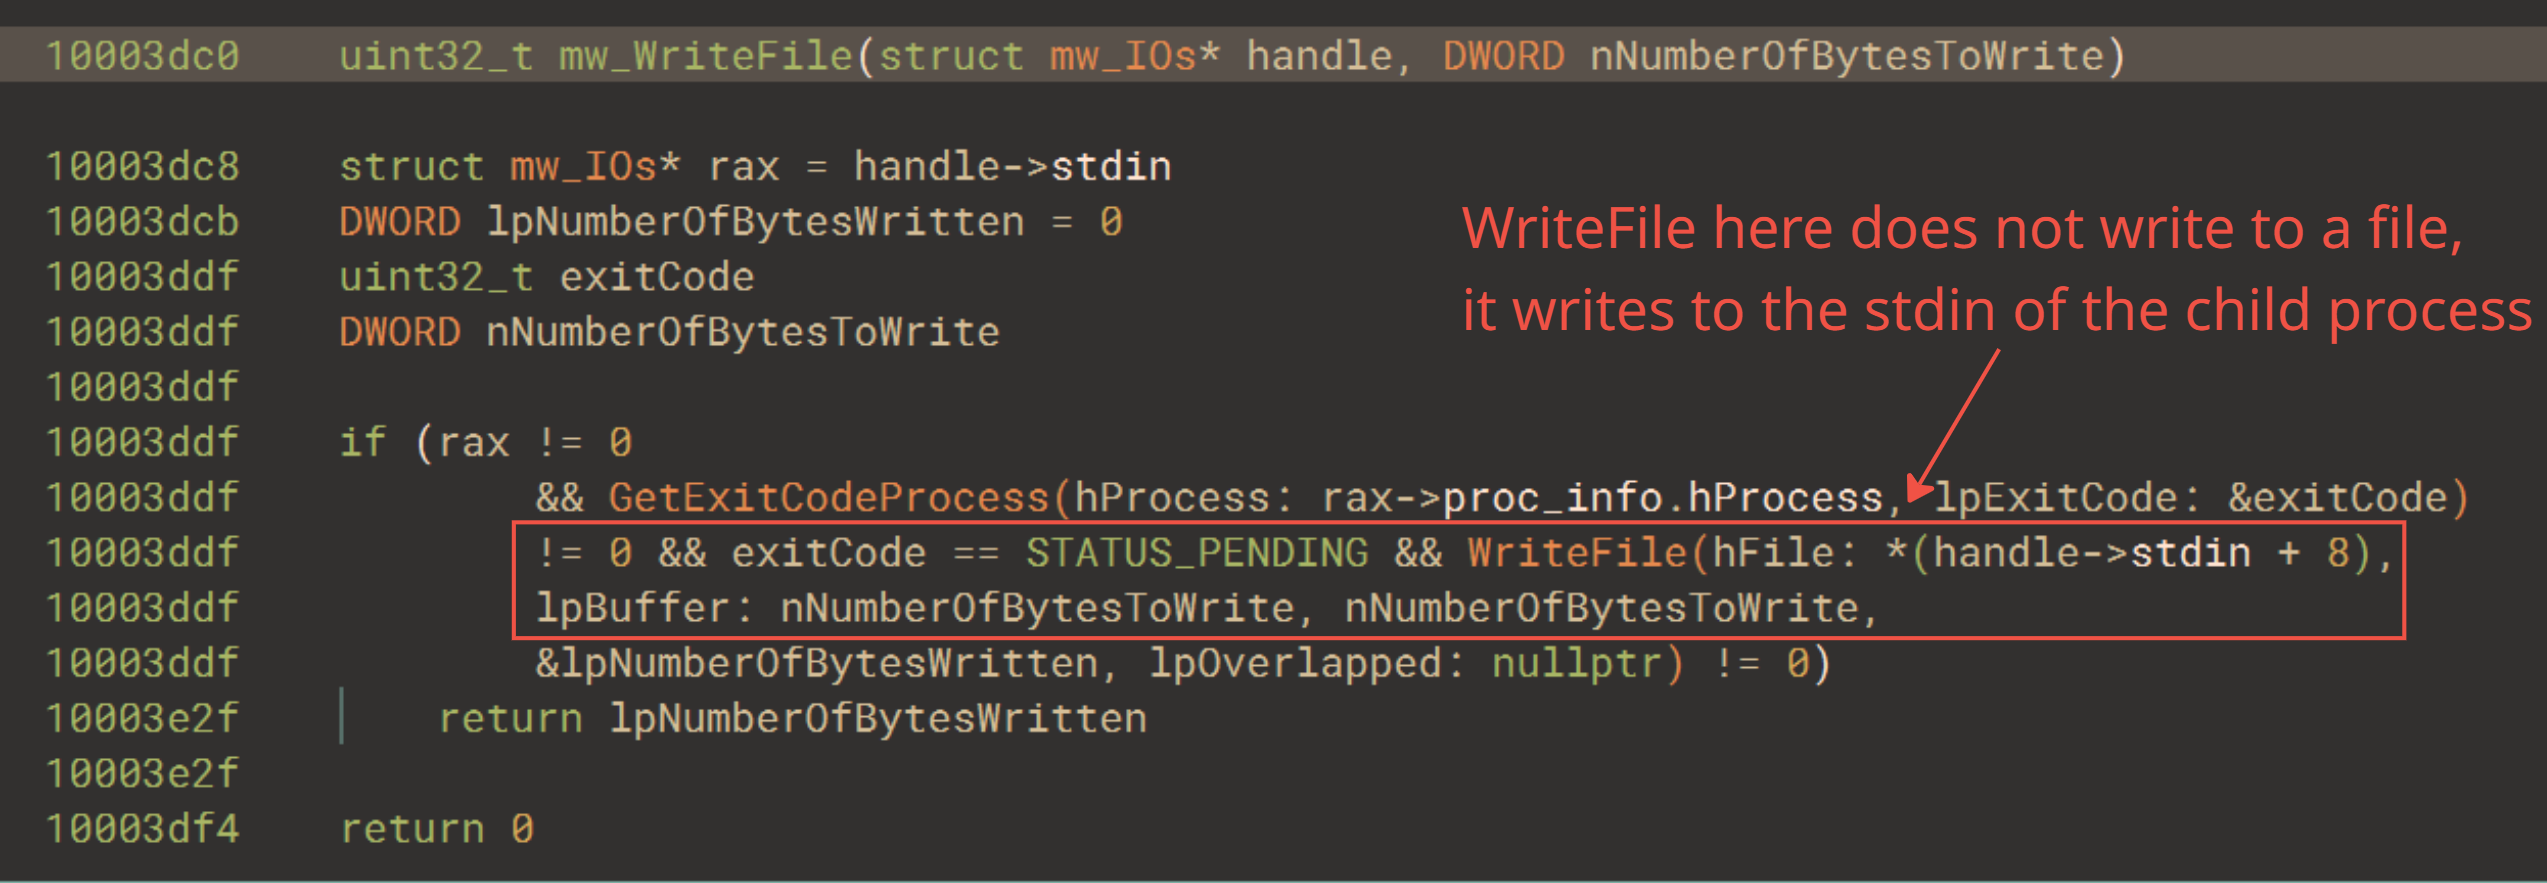 10003dc0 uint32_t mw_WriteFile(struct mw_IOs* handle, DWORD nNumberOfBytesToWrite)
10003dc8 struct mw_IOs* rax = handle->stdin
10003dcb DWORD lpNumberOfBytesWritten = 0
10003ddf uint32_t exitCode
10003ddf DWORD nNumberOfBytesToWrite
10003ddf
10003ddf if (rax != 0
10003ddf && GetExitCodeProcess(hProcess: rax->proc_info.hProcess, lpExitCode: &exitCode)
10003ddf != 0 && exitCode == STATUS_PENDING && WriteFile(hFile: *(handle->stdin + 8),
10003ddf lpBuffer: nNumberOfBytesToWrite, nNumberOfBytesToWrite,
10003ddf &lpNumberOfBytesWritten, lpOverlapped: nullptr) != 0)
10003e2f return lpNumberOfBytesWritten
10003e2f
10003df4 return 0
WriteFile here does not write to a file,
it writes to the stdin of the child process